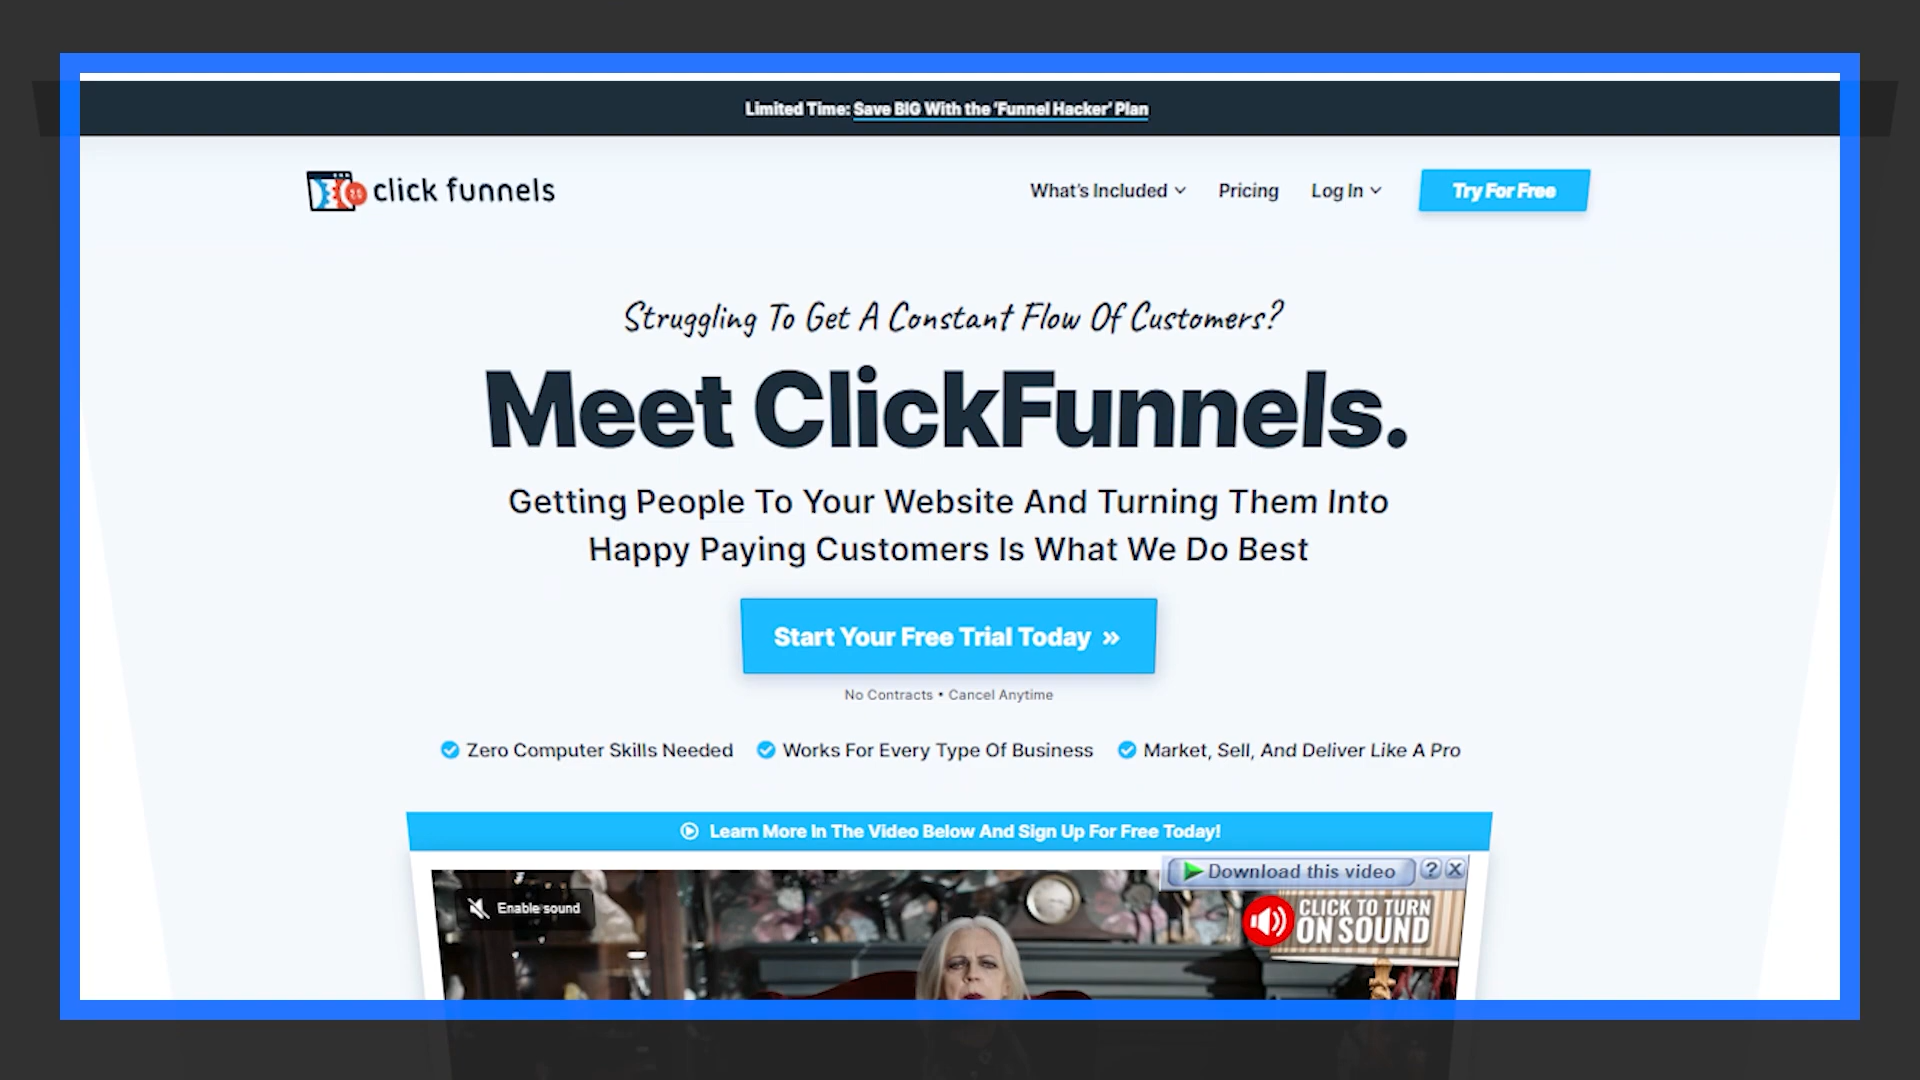 Limited Time: Save BIG With the 'Funnel Hacker' Plan
click funnels
What's Included
Pricing
Log In
Try For Free
Struggling To Get A Constant Flow Of Customers?
Meet ClickFunnels.
Getting People To Your Website And Turning Them Into
Happy Paying Customers Is What We Do Best
Start Your Free Trial Today »
No Contracts • Cancel Anytime
Zero Computer Skills Needed
Works For Every Type Of Business
Market, Sell, And Deliver Like A Pro
Learn More In The Video Below And Sign Up For Free Today!
Download this video ? X
Enable sound
CLICK TO TURN
ON SOUND